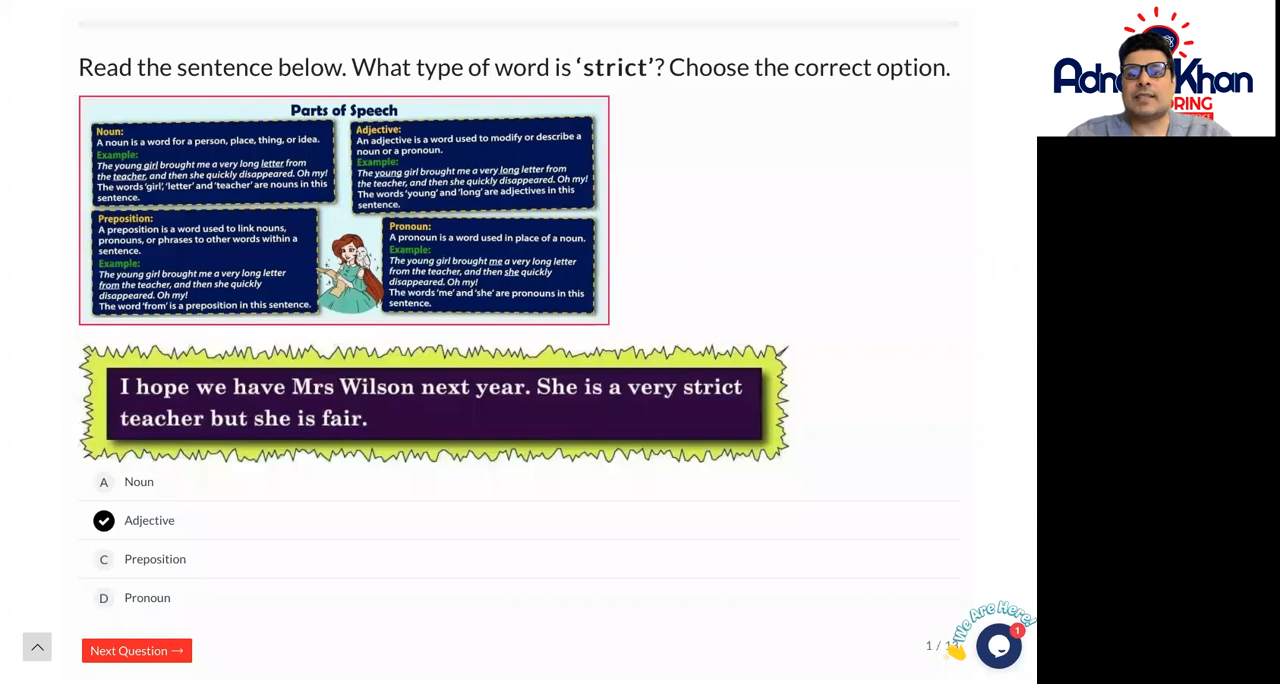 Read the sentence below. What type of word is ‘strict’? Choose the correct option.
Parts of Speech
Noun:
A noun is a word for a person, place, thing, or idea.
Example:
The young girl brought me a very long letter from
the teacher, and then she quickly disappeared. Oh my!
The words 'girl', 'letter' and 'teacher' are nouns in this
sentence.
Adjective:
An adjective is a word used to modify or describe a
noun or a pronoun.
Example:
The young girl brought me a very long letter from
the teacher, and then she quickly disappeared. Oh my!
The words 'young' and 'long' are adjectives in this
sentence.
Preposition:
A preposition is a word used to link nouns,
pronouns, or phrases to other words within a
sentence.
Example:
The young girl brought me a very long letter
from the teacher, and then she quickly
disappeared. Oh my!
The word 'from' is a preposition in this sentence.
Pronoun:
A pronoun is a word used in place of a noun.
Example:
The young girl brought me a very long letter
from the teacher, and then she quickly
disappeared. Oh my!
The words 'me' and 'she' are pronouns in this
sentence.
I hope we have Mrs Wilson next year. She is a very strict
teacher but she is fair.
A Noun
Adjective
C Preposition
D Pronoun
Next Question →
1 /
We Are Here!
1
Khan